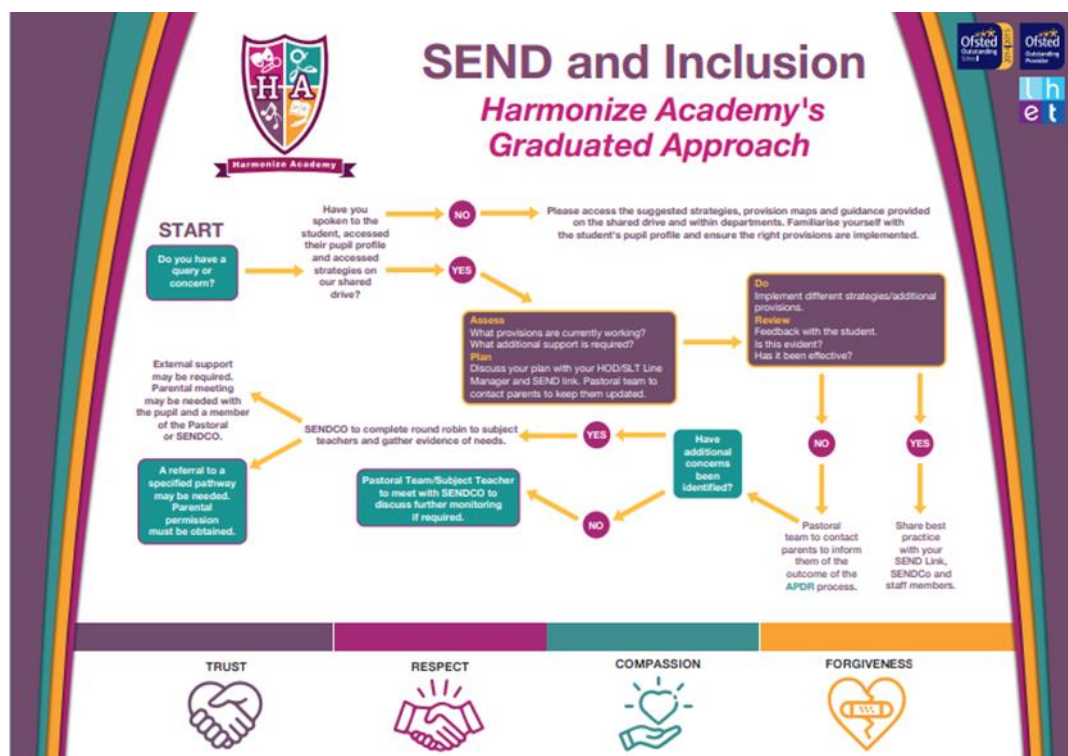 SEND and Inclusion
Harmonize Academy's
Graduated Approach
H A
Harmonize Academy
Ofsted
Outstanding
Ofsted
Outstanding
Provider
lh
et
START
Do you have a
query or
concern?
Have you
spoken to the
student, accessed
their pupil profile
and accessed
strategies on
our shared
drive?
NO
Please access the suggested strategies, provision maps and guidance provided
on the shared drive and within departments. Familiarise yourself with
the student's pupil profile and ensure the right provisions are implemented.
YES
Assess
What provisions are currently working?
What additional support is required?
Plan
Discuss your plan with your HOD/SLT Line
Manager and SEND link. Pastoral team to
contact parents to keep them updated.
Do
Implement different strategies/additional
provisions.
Review
Feedback with the student.
Is this evident?
Has it been effective?
NO
YES
Pastoral
team to contact
parents to inform
them of the
outcome of the
APDR process.
Share best
practice
with your
SEND Link,
SENDCo and
staff members.
Have
additional
concerns
been
identified?
YES
NO
SENDCO to complete round robin to subject
teachers and gather evidence of needs.
Pastoral Team/Subject Teacher
to meet with SENDCO to
discuss further monitoring
if required.
External support
may be required.
Parental meeting
may be needed with
the pupil and a member
of the Pastoral
or SENDCO.
A referral to a
specified pathway
may be needed.
Parental
permission
must be obtained.
TRUST
RESPECT
COMPASSION
FORGIVENESS